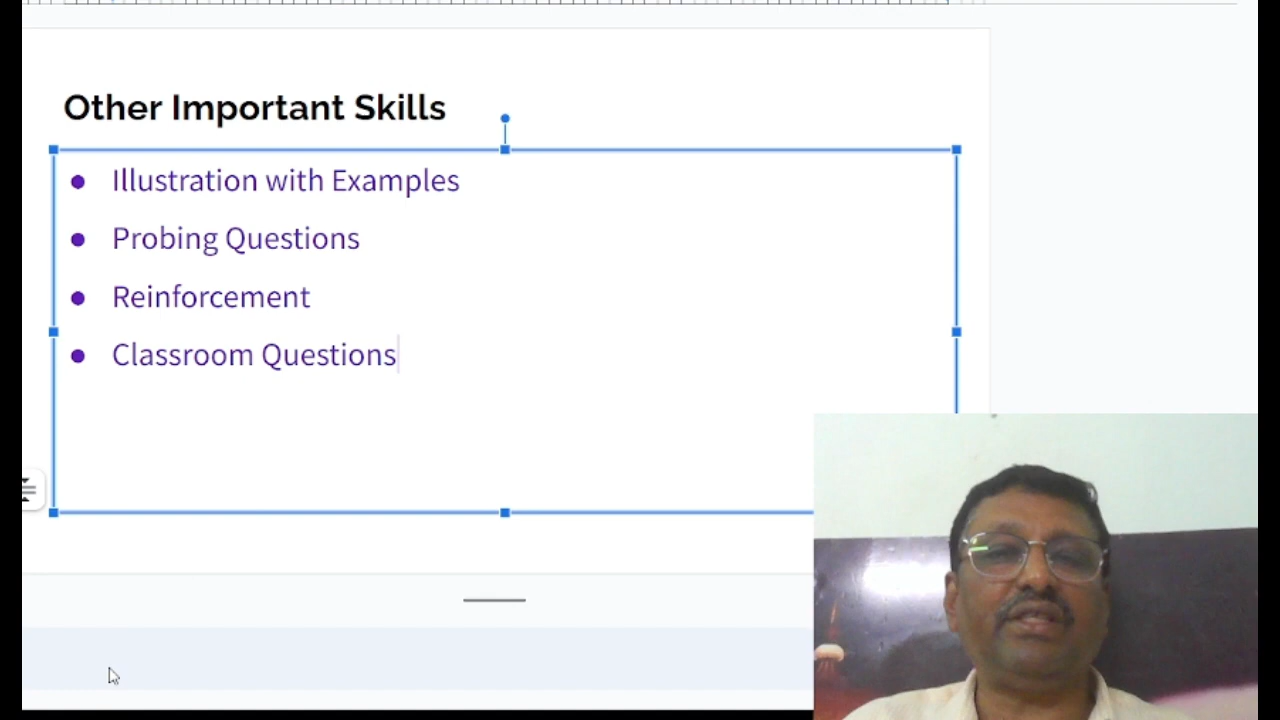 Other Important Skills
● Illustration with Examples
● Probing Questions
● Reinforcement
● Classroom Questions